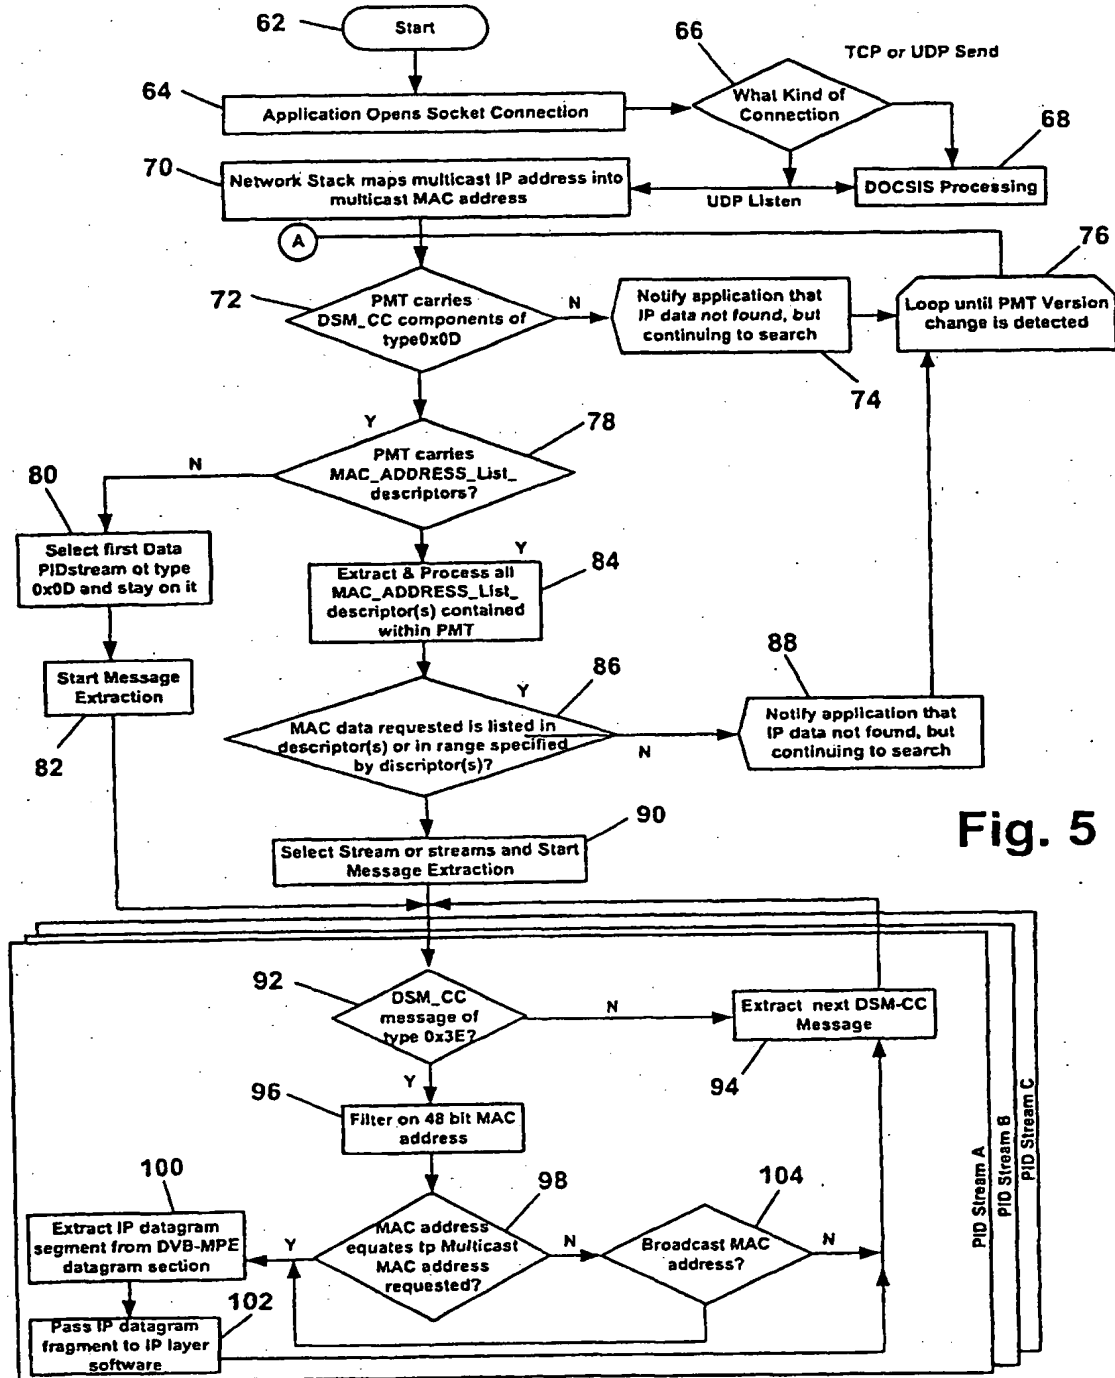 62
Start
66
TCP or UDP Send
64
Application Opens Socket Connection
What Kind of
Connection
68
70
Network Stack maps multicast IP address into
multicast MAC address
UDP Listen
DOCSIS Processing
A
76
72
PMT carries
DSM_CC components of
type0x0D
N
Notify application that
IP data not found, but
continuing to search
Loop until PMT Version
change is detected
74
Y
78
N
PMT carries
MAC_ADDRESS_List_
descriptors?
80
Select first Data
PIDstream of type
0x0D and stay on it
Y
84
Extract & Process all
MAC_ADDRESS_List_
descriptor(s) contained
within PMT
88
86
Start Message
Extraction
82
Y
MAC data requested is listed in
descriptor(s) or in range specified
by discriptor(s)?
N
Notify application that
IP data not found, but
continuing to search
90
Fig. 5
Select Stream or streams and Start
Message Extraction
92
DSM_CC
message of
type 0x3E?
N
Extract next DSM-CC
Message
94
Y
96
Filter on 48 bit MAC
address
100
98
104
Extract IP datagram
segment from DVB-MPE
datagram section
Y
MAC address
equates tp Multicast
MAC address
requested?
N
Broadcast MAC
address?
N
102
Pass IP datagram
fragment to IP layer
software
PID Stream A
PID Stream B
PID Stream C